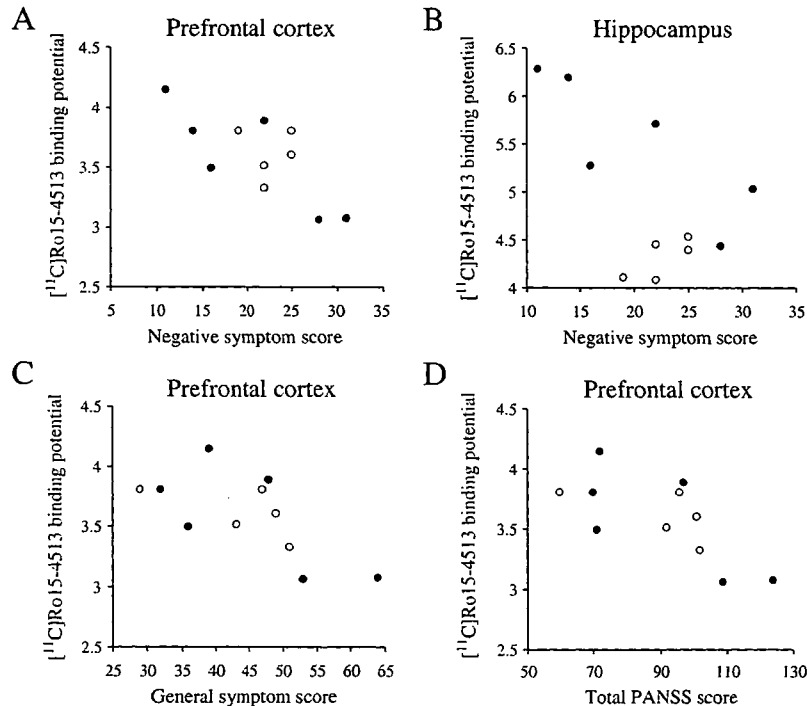 A
Prefrontal cortex
[¹¹C]Ro15-4513 binding potential
4.5
4
3.5
3
2.5
5 10 15 20 25 30 35
Negative symptom score
B
Hippocampus
[¹¹C]Ro15-4513 binding potential
6.5
6
5.5
5
4.5
4
10 15 20 25 30 35
Negative symptom score
C
Prefrontal cortex
[¹¹C]Ro15-4513 binding potential
4.5
4
3.5
3
2.5
25 30 35 40 45 50 55 60 65
General symptom score
D
Prefrontal cortex
[¹¹C]Ro15-4513 binding potential
4.5
4
3.5
3
2.5
50 70 90 110 130
Total PANSS score